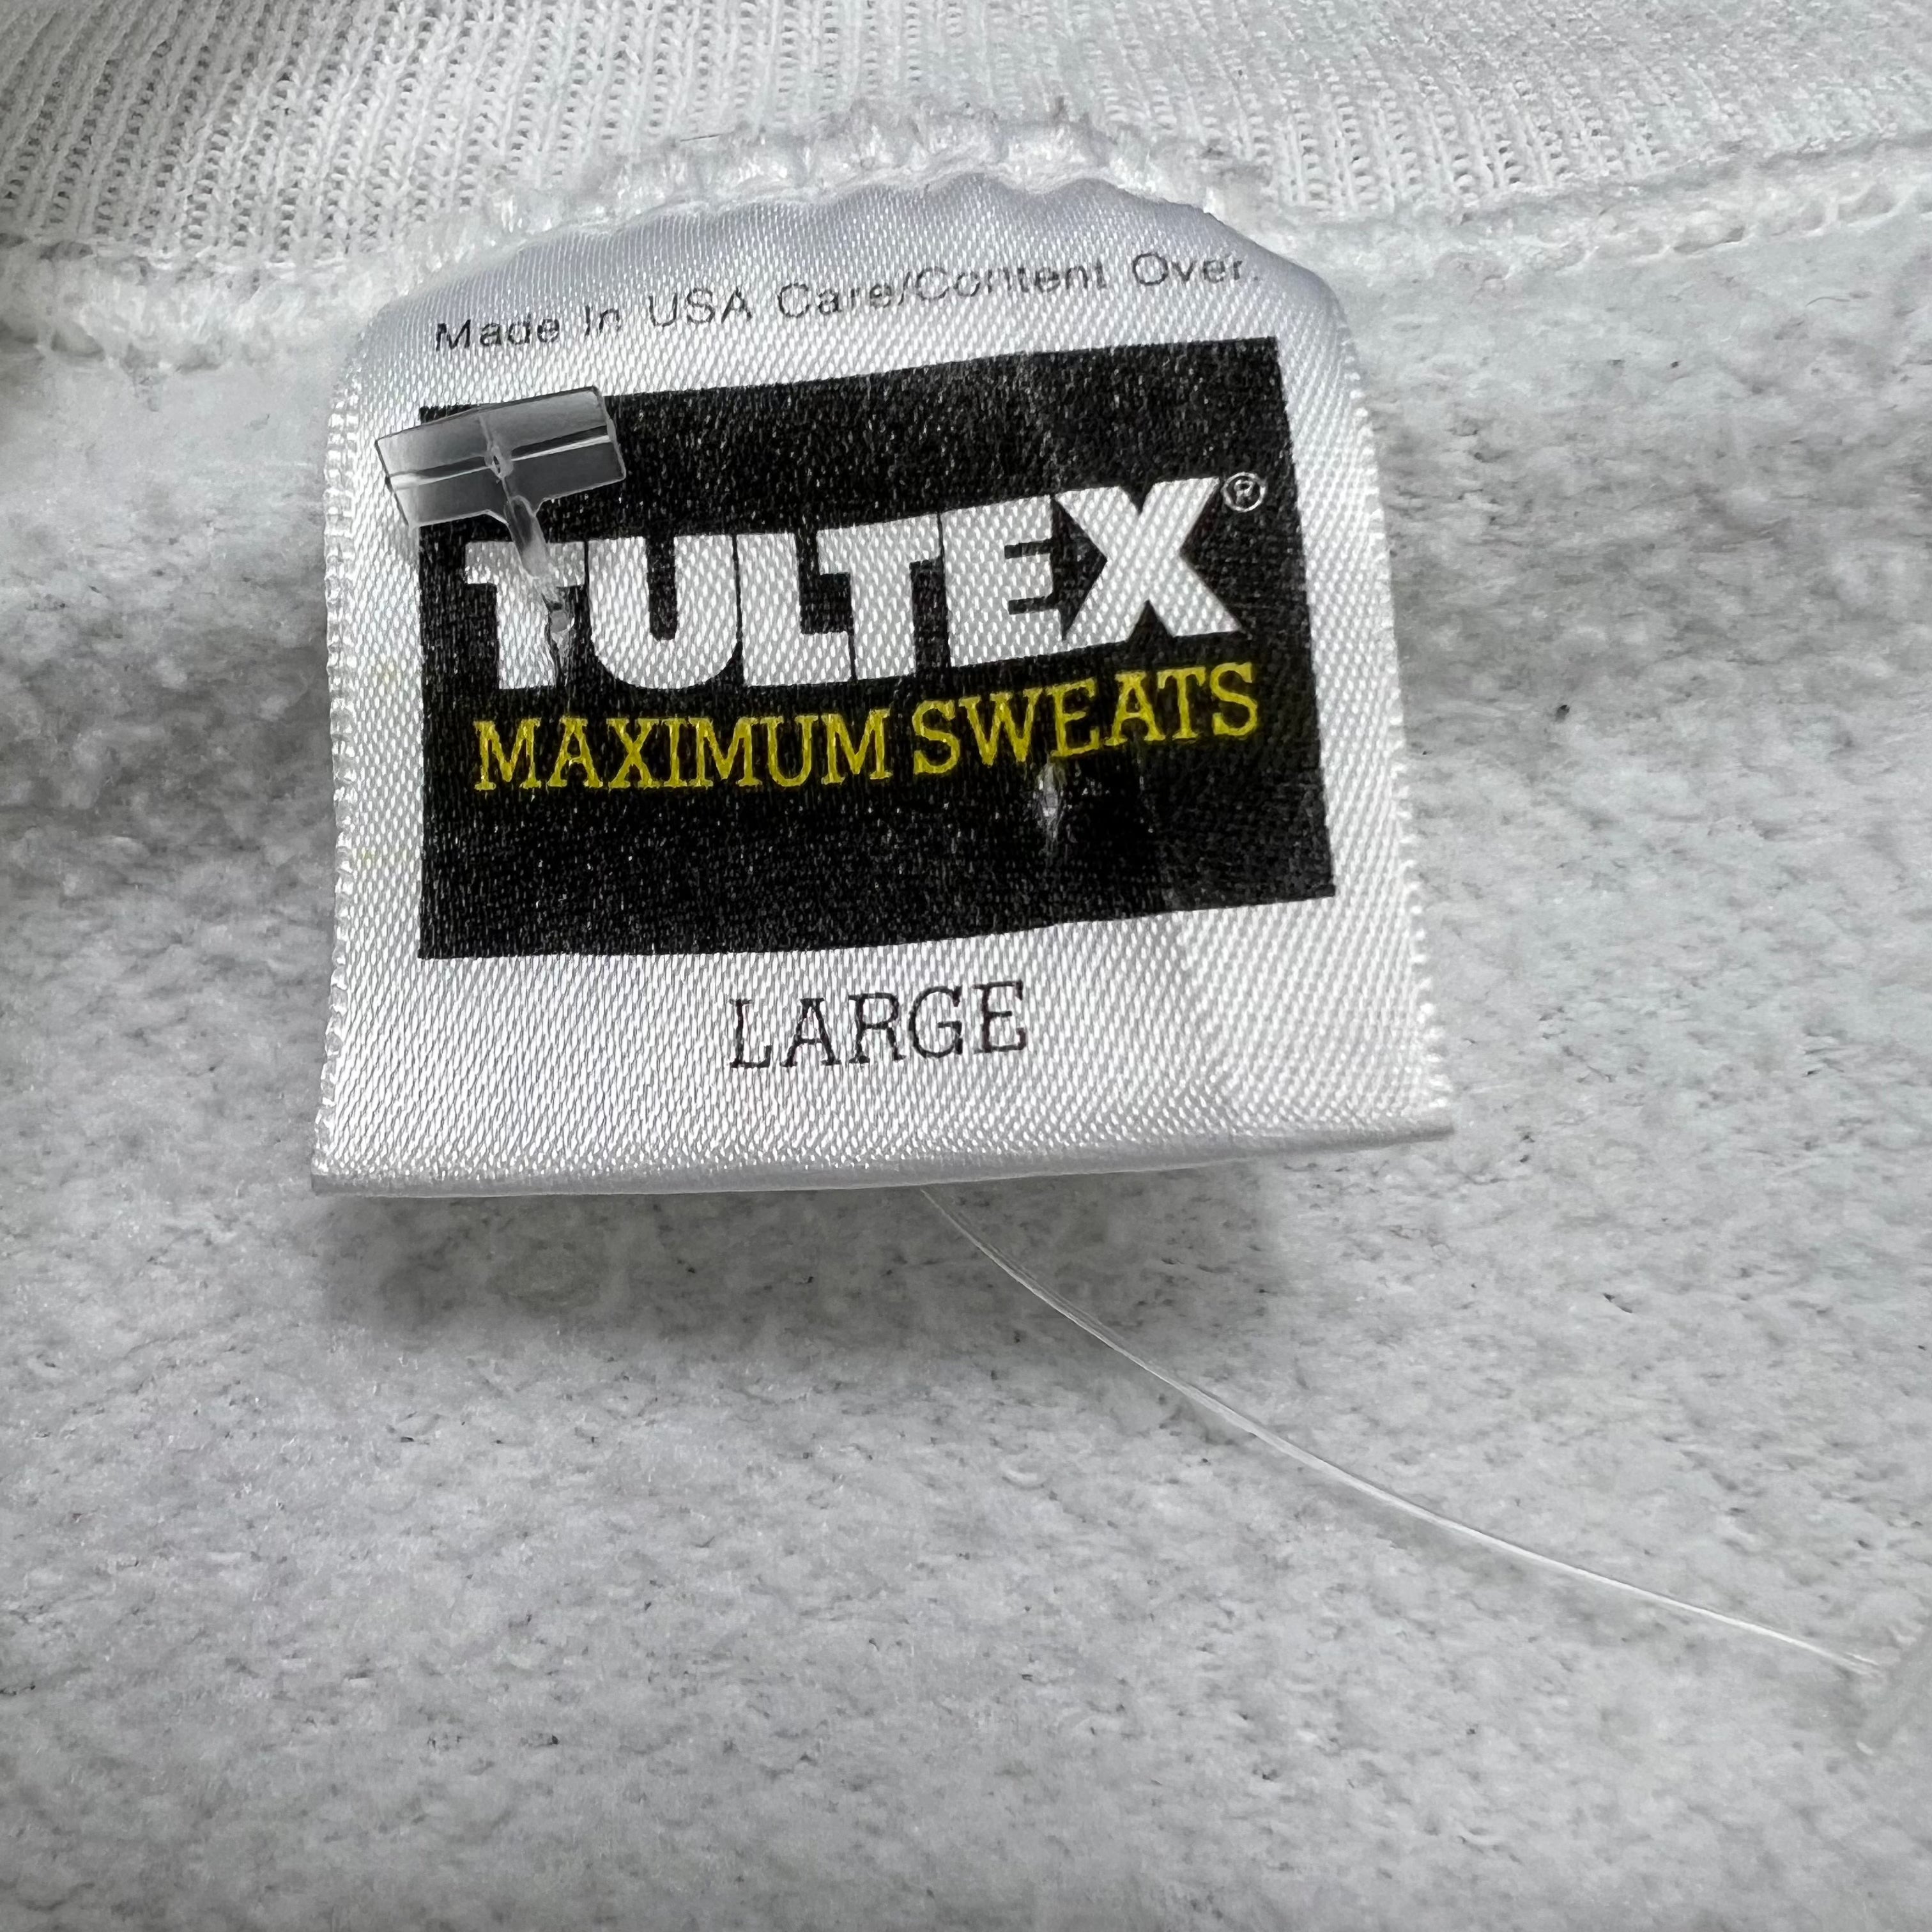 Made In USA Care/Content Over.
TULTEX®
MAXIMUM SWEATS
LARGE